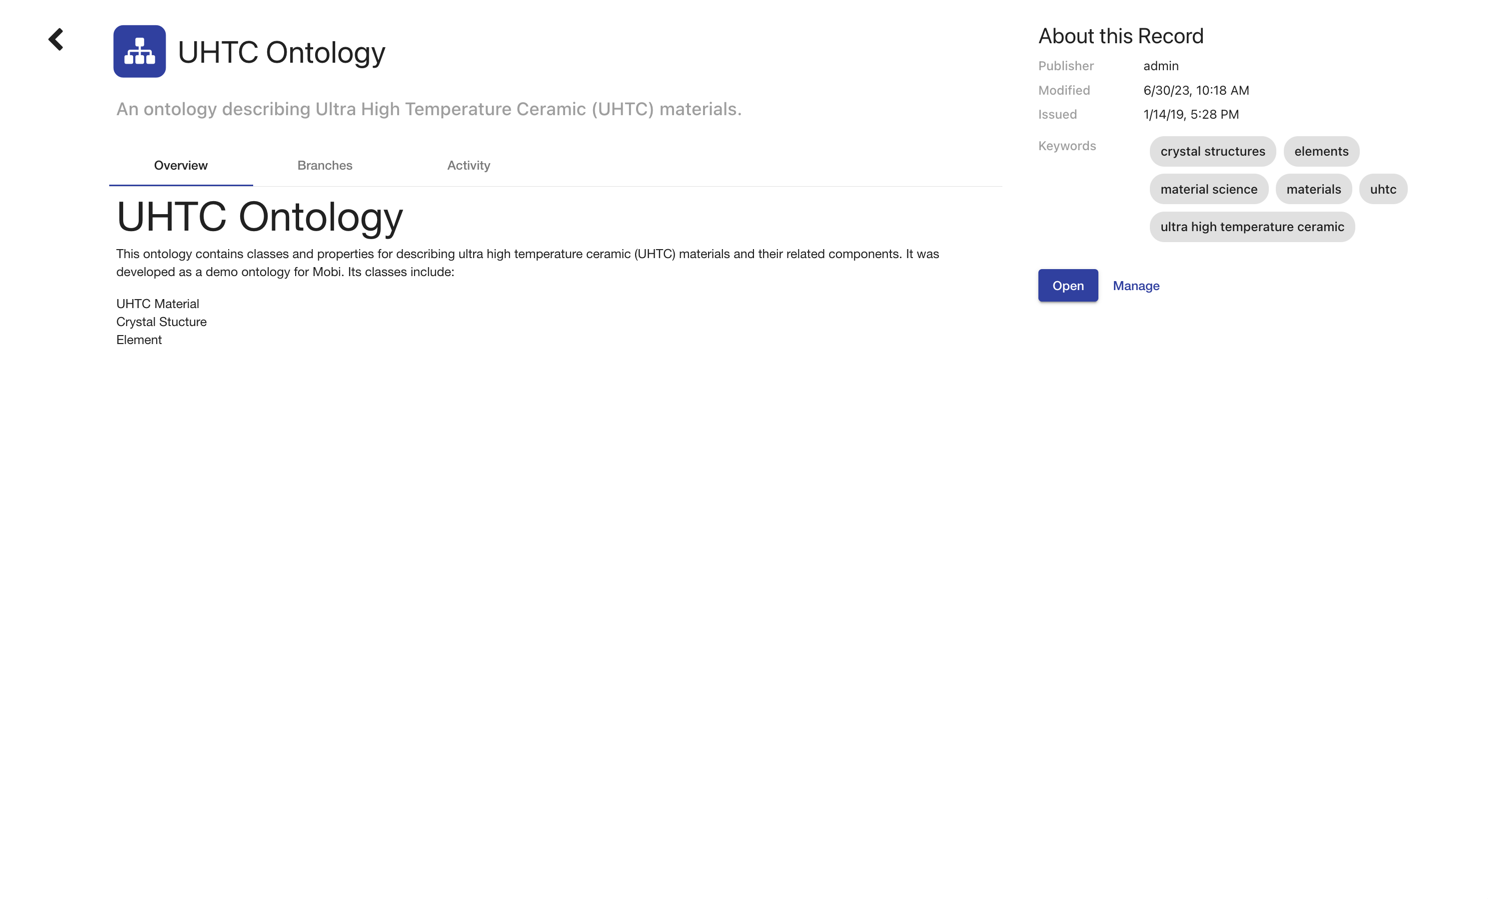 UHTC Ontology
An ontology describing Ultra High Temperature Ceramic (UHTC) materials.
Overview
Branches
Activity
UHTC Ontology
This ontology contains classes and properties for describing ultra high temperature ceramic (UHTC) materials and their related components. It was
developed as a demo ontology for Mobi. Its classes include:
UHTC Material
Crystal Stucture
Element
About this Record
Publisher admin
Modified 6/30/23, 10:18 AM
Issued 1/14/19, 5:28 PM
Keywords
crystal structures elements
material science materials uhtc
ultra high temperature ceramic
Open Manage